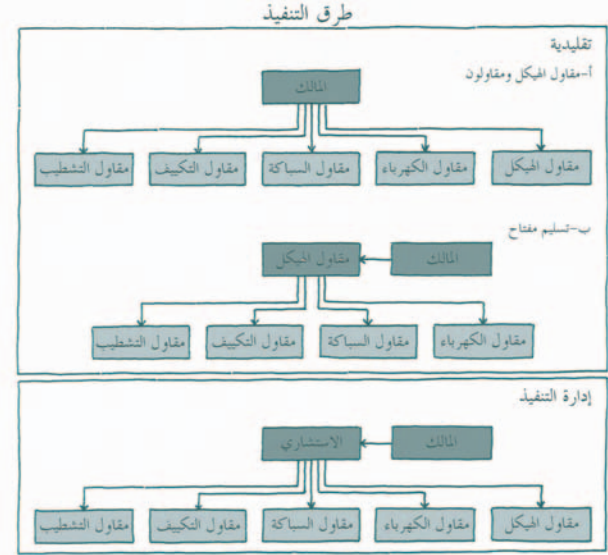 طرق التنفيذ
تقليدية
أ-مقاول الهيكل ومقاولون
المالك
مقاول الهيكل
مقاول الكهرباء
مقاول السباكة
مقاول التكييف
مقاول التشطيب
ب-تسليم مفتاح
المالك
مقاول الهيكل
مقاول الكهرباء
مقاول السباكة
مقاول التكييف
مقاول التشطيب
إدارة التنفيذ
المالك
الاستشاري
مقاول الهيكل
مقاول الكهرباء
مقاول السباكة
مقاول التكييف
مقاول التشطيب